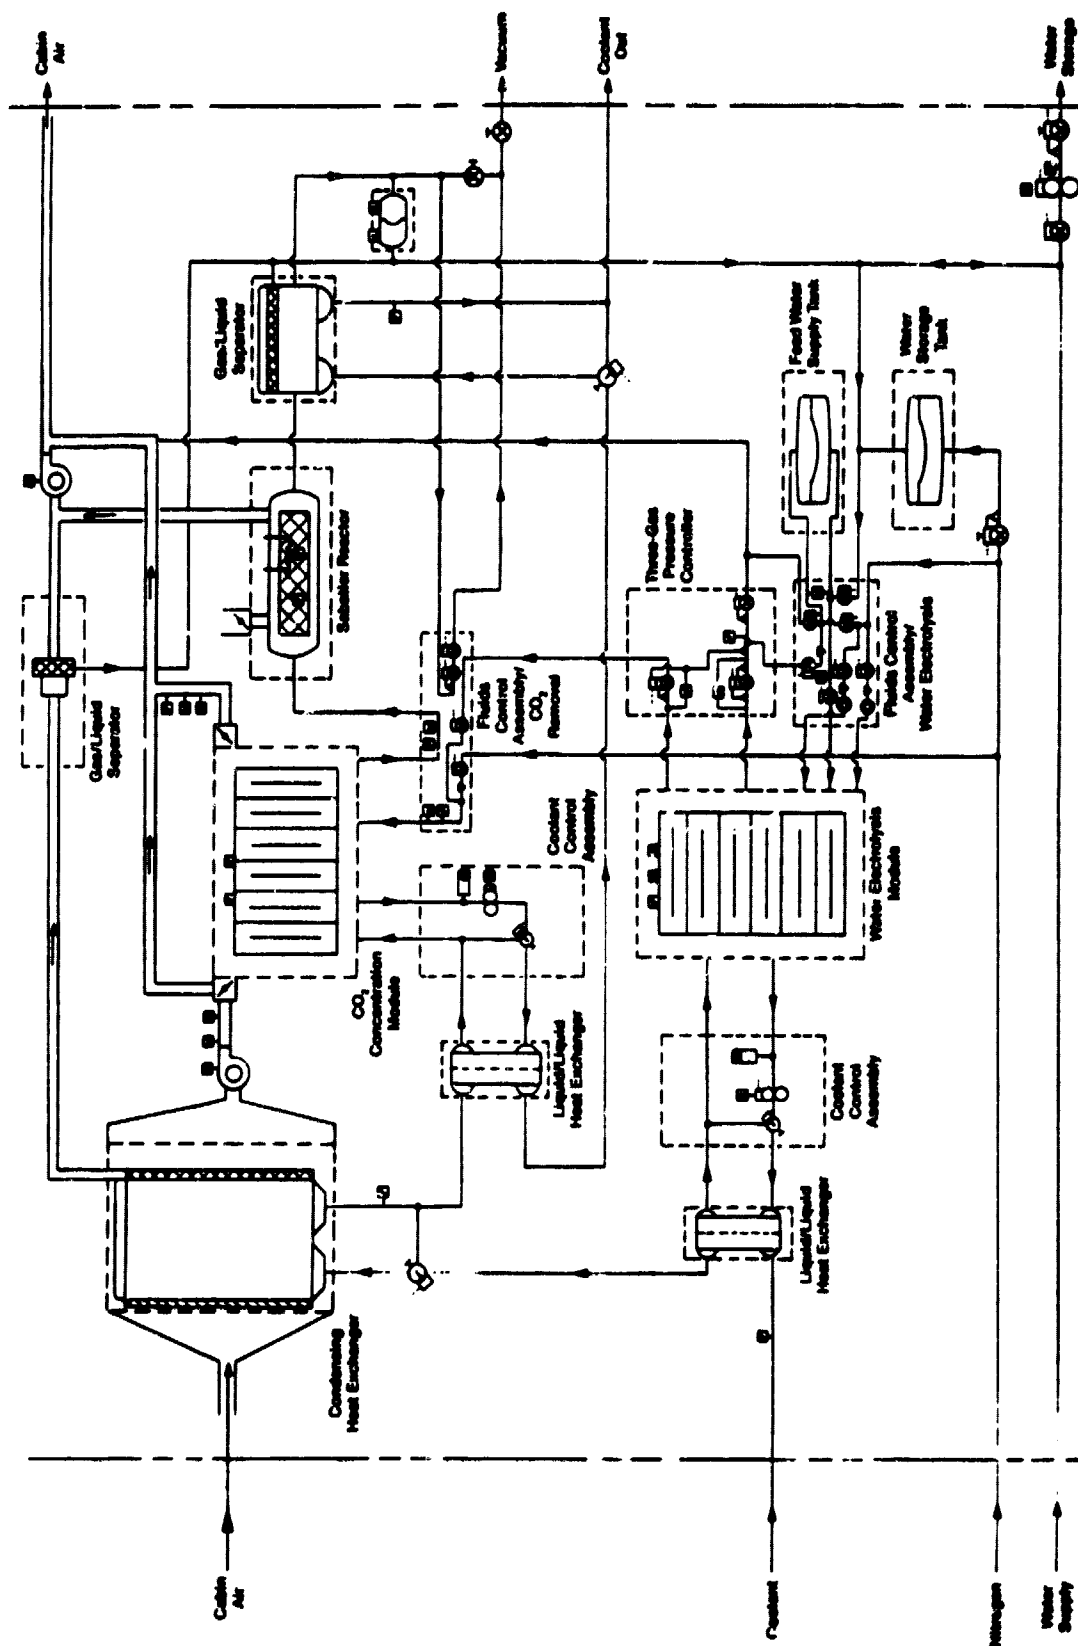 Cabin
Air
Vacuum
Coolant
Out
Water
Storage
Gas/Liquid
Separator
Feed Water
Supply Tank
Water
Storage
Tank
Sabatier Reactor
Three-Gas
Pressure
Controller
Gas/Liquid
Separator
Fluids
Control
Assembly/
CO2
Removal
Fluids Control
Assembly/
Water Electrolysis
Coolant
Control
Assembly
CO2
Concentration
Module
Water Electrolysis
Module
Liquid/Liquid
Heat Exchanger
Coolant
Control
Assembly
Liquid/Liquid
Heat Exchanger
Condensing
Heat Exchanger
Cabin
Air
Coolant
Nitrogen
Water
Supply